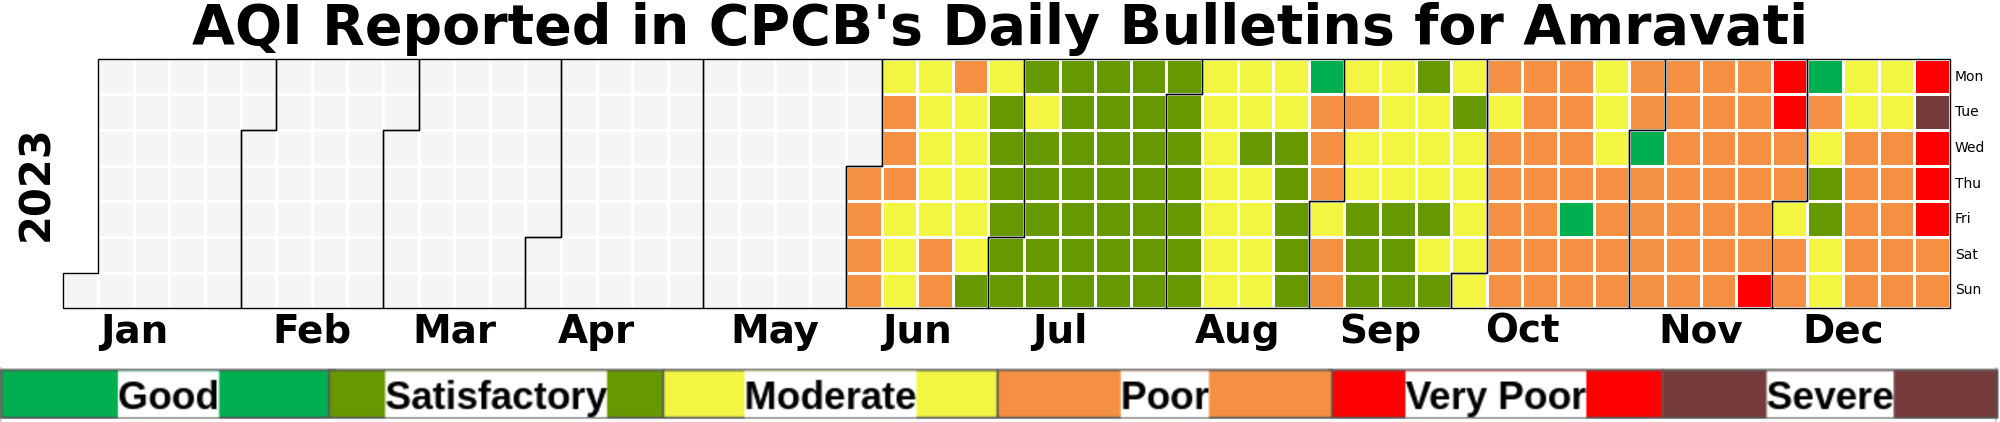 AQI Reported in CPCB's Daily Bulletins for Amravati
2023
Mon
Tue
Wed
Thu
Fri
Sat
Sun
Jan Feb Mar Apr May Jun Jul Aug Sep Oct Nov Dec
Good Satisfactory Moderate Poor Very Poor Severe